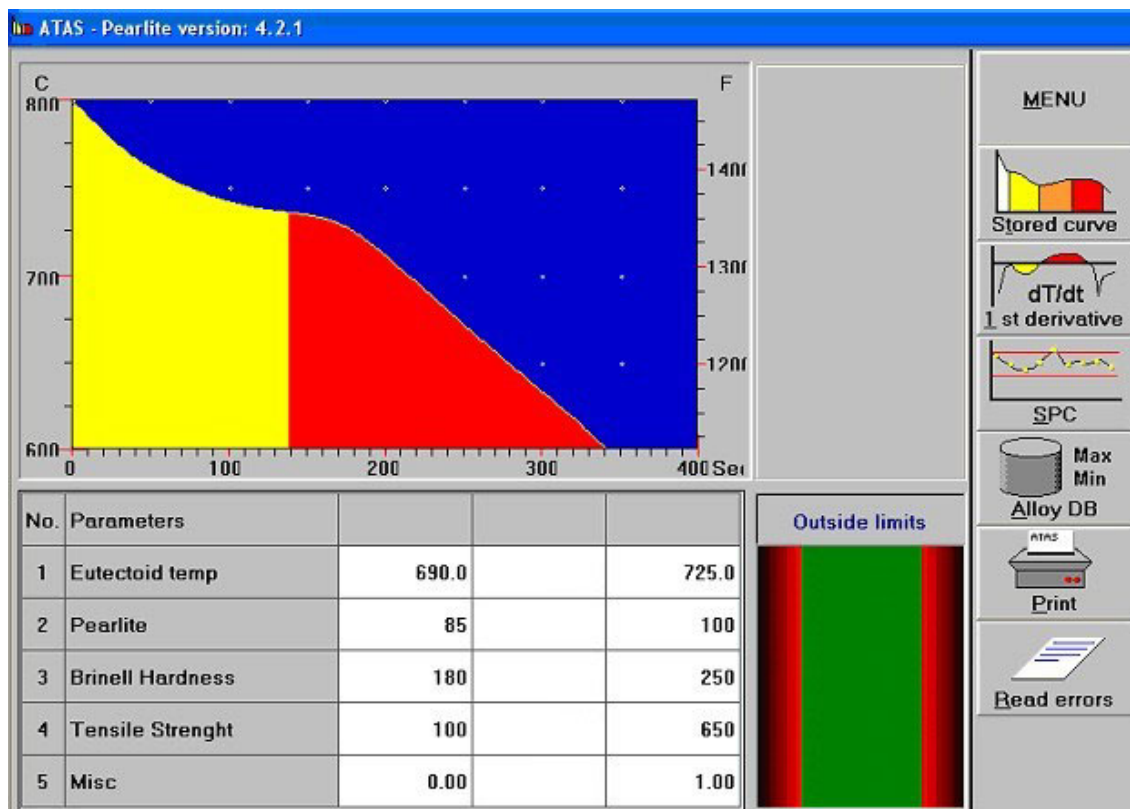 ATAS - Pearlite version: 4.2.1
C
F
800
700
600
1400
1300
1200
0 100 200 300 400 Sec
No. Parameters
1 Eutectoid temp 690.0 725.0
2 Pearlite 85 100
3 Brinell Hardness 180 250
4 Tensile Strenght 100 650
5 Misc 0.00 1.00
Outside limits
MENU
Stored curve
dT/dt
1 st derivative
SPC
Max
Min
Alloy DB
ATAS
Print
Read errors